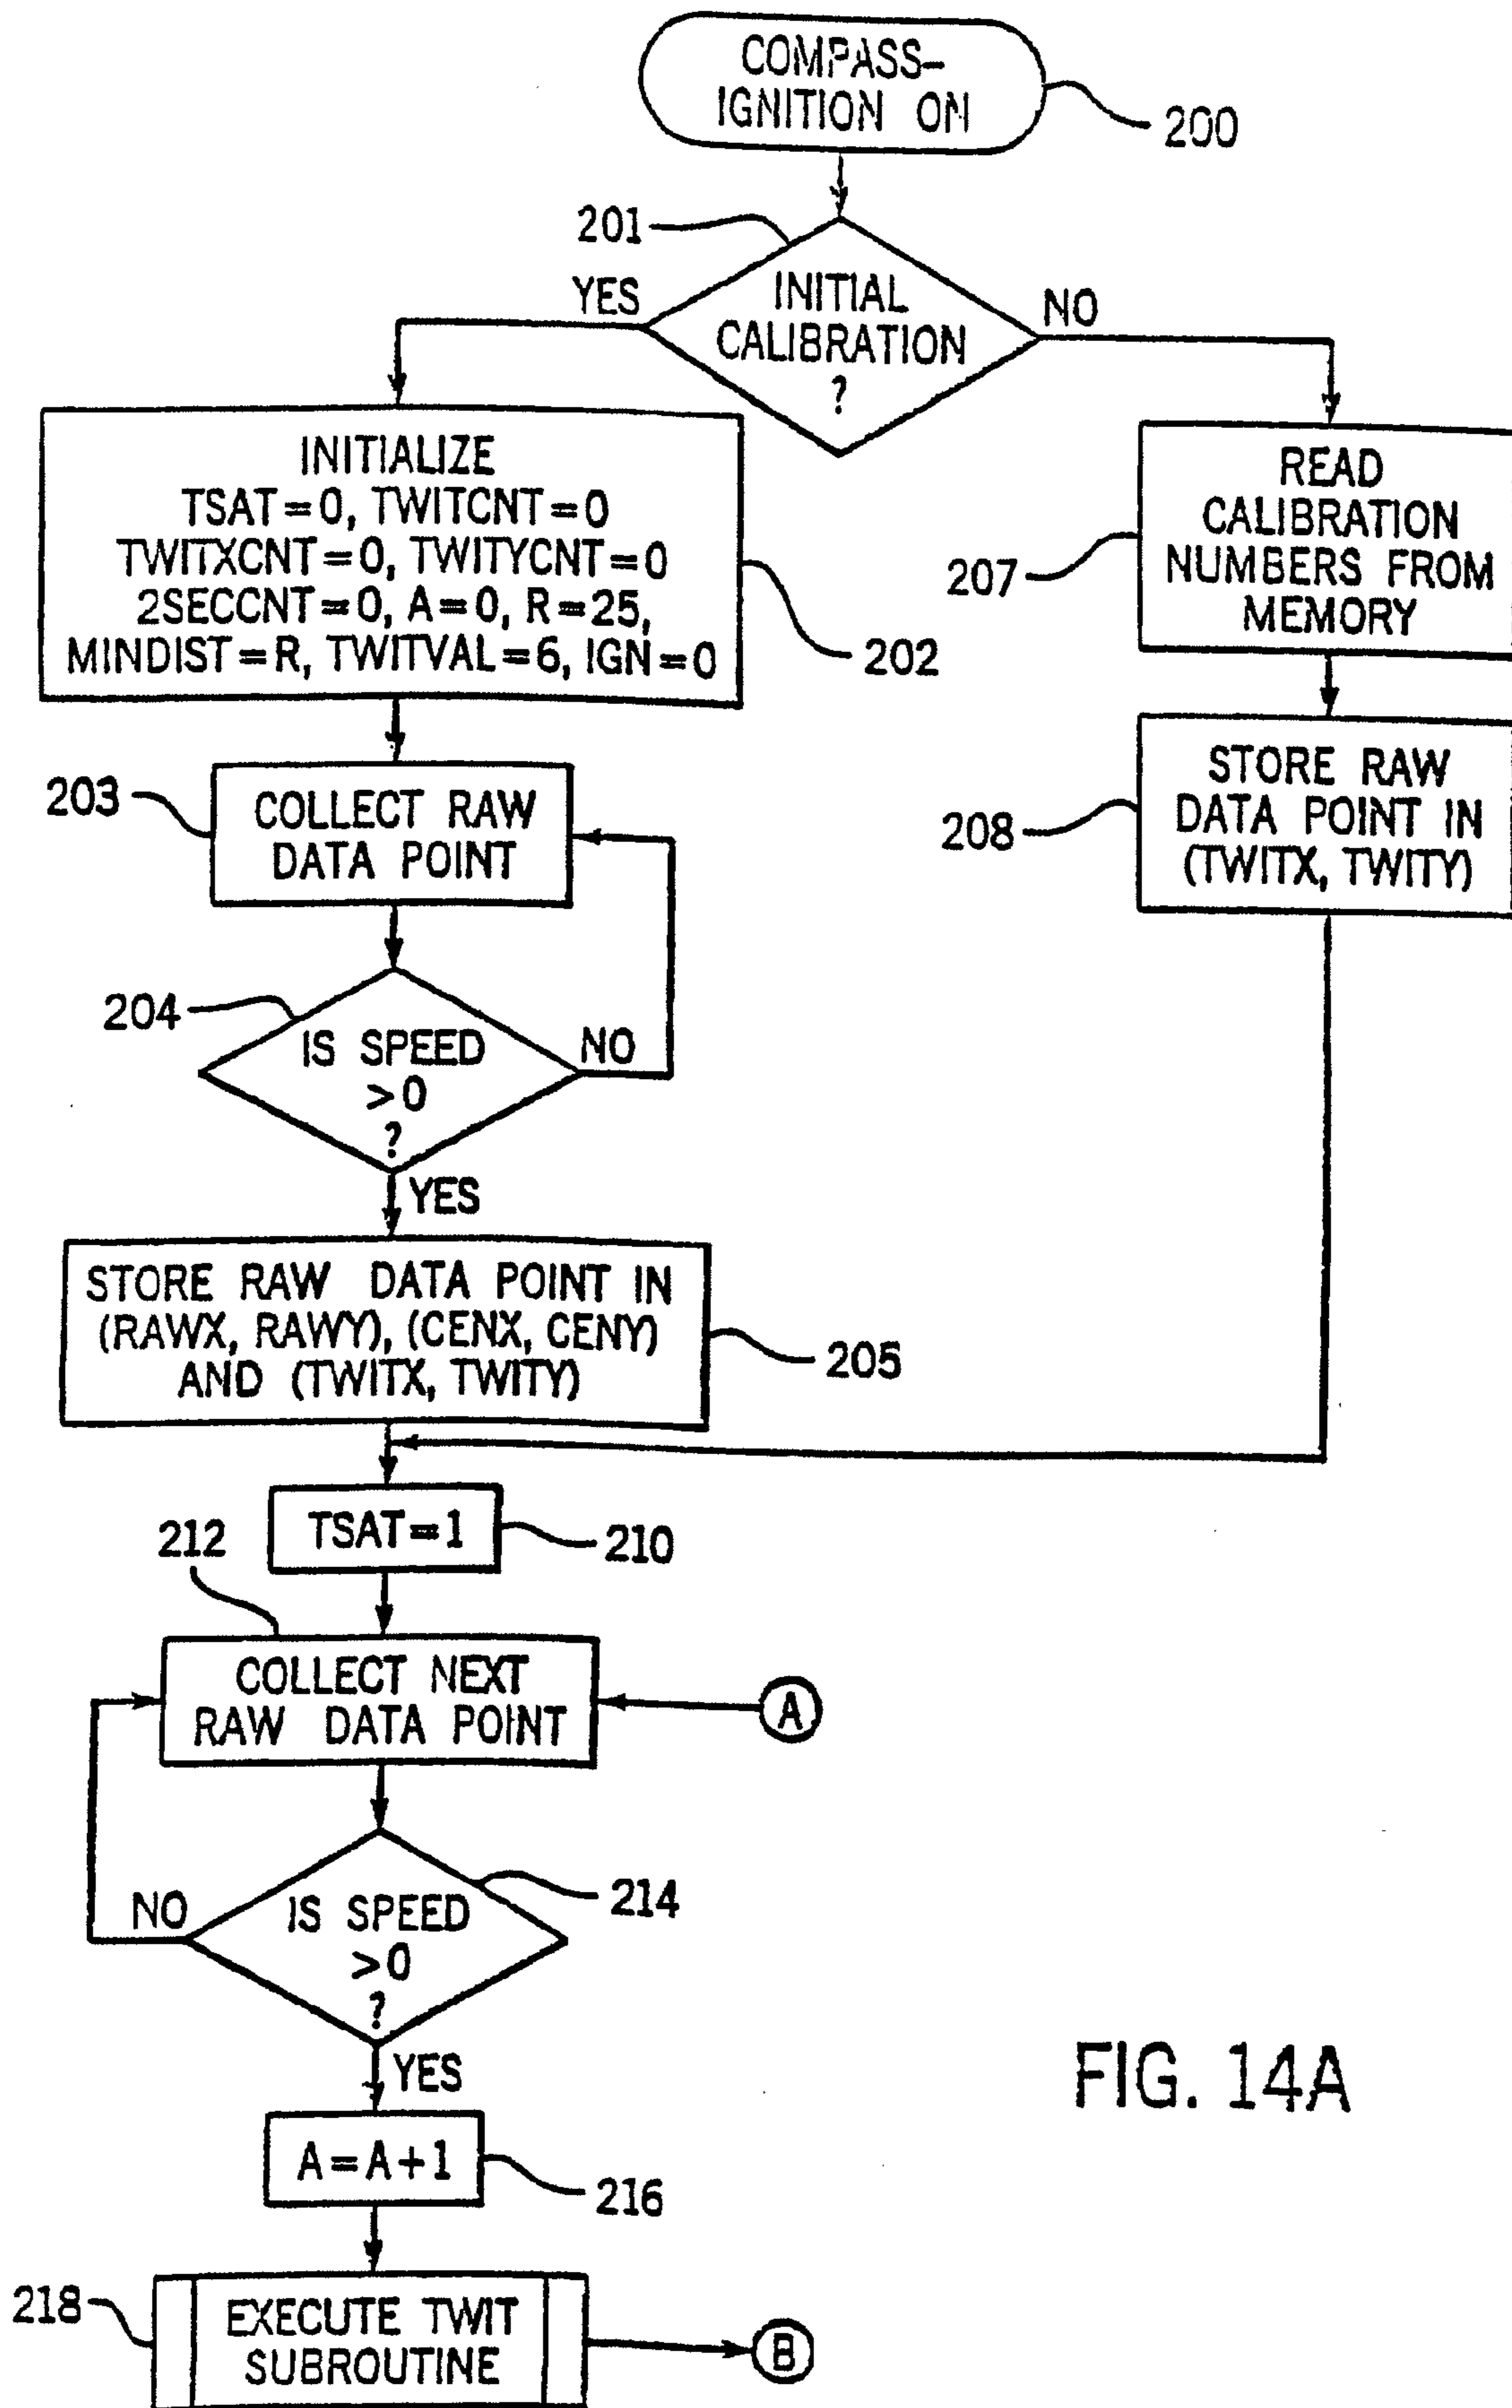 COMPASS–
IGNITION ON
200
201
INITIAL
CALIBRATION
?
YES
NO
INITIALIZE
TSAT=0, TWITCNT=0
TWITXCNT=0, TWITYCNT=0
2SECCNT=0, A=0, R=25,
MINDIST=R, TWITVAL=6, IGN=0
202
READ
CALIBRATION
NUMBERS FROM
MEMORY
207
203
COLLECT RAW
DATA POINT
STORE RAW
DATA POINT IN
(TWITX, TWITY)
208
204
IS SPEED
>0
?
NO
YES
STORE RAW DATA POINT IN
(RAWX, RAWY), (CENX, CENY)
AND (TWITX, TWITY)
205
TSAT=1
210
212
COLLECT NEXT
RAW DATA POINT
A
IS SPEED
>0
?
214
NO
YES
A=A+1
216
218
EXECUTE TWIT
SUBROUTINE
B
FIG. 14A